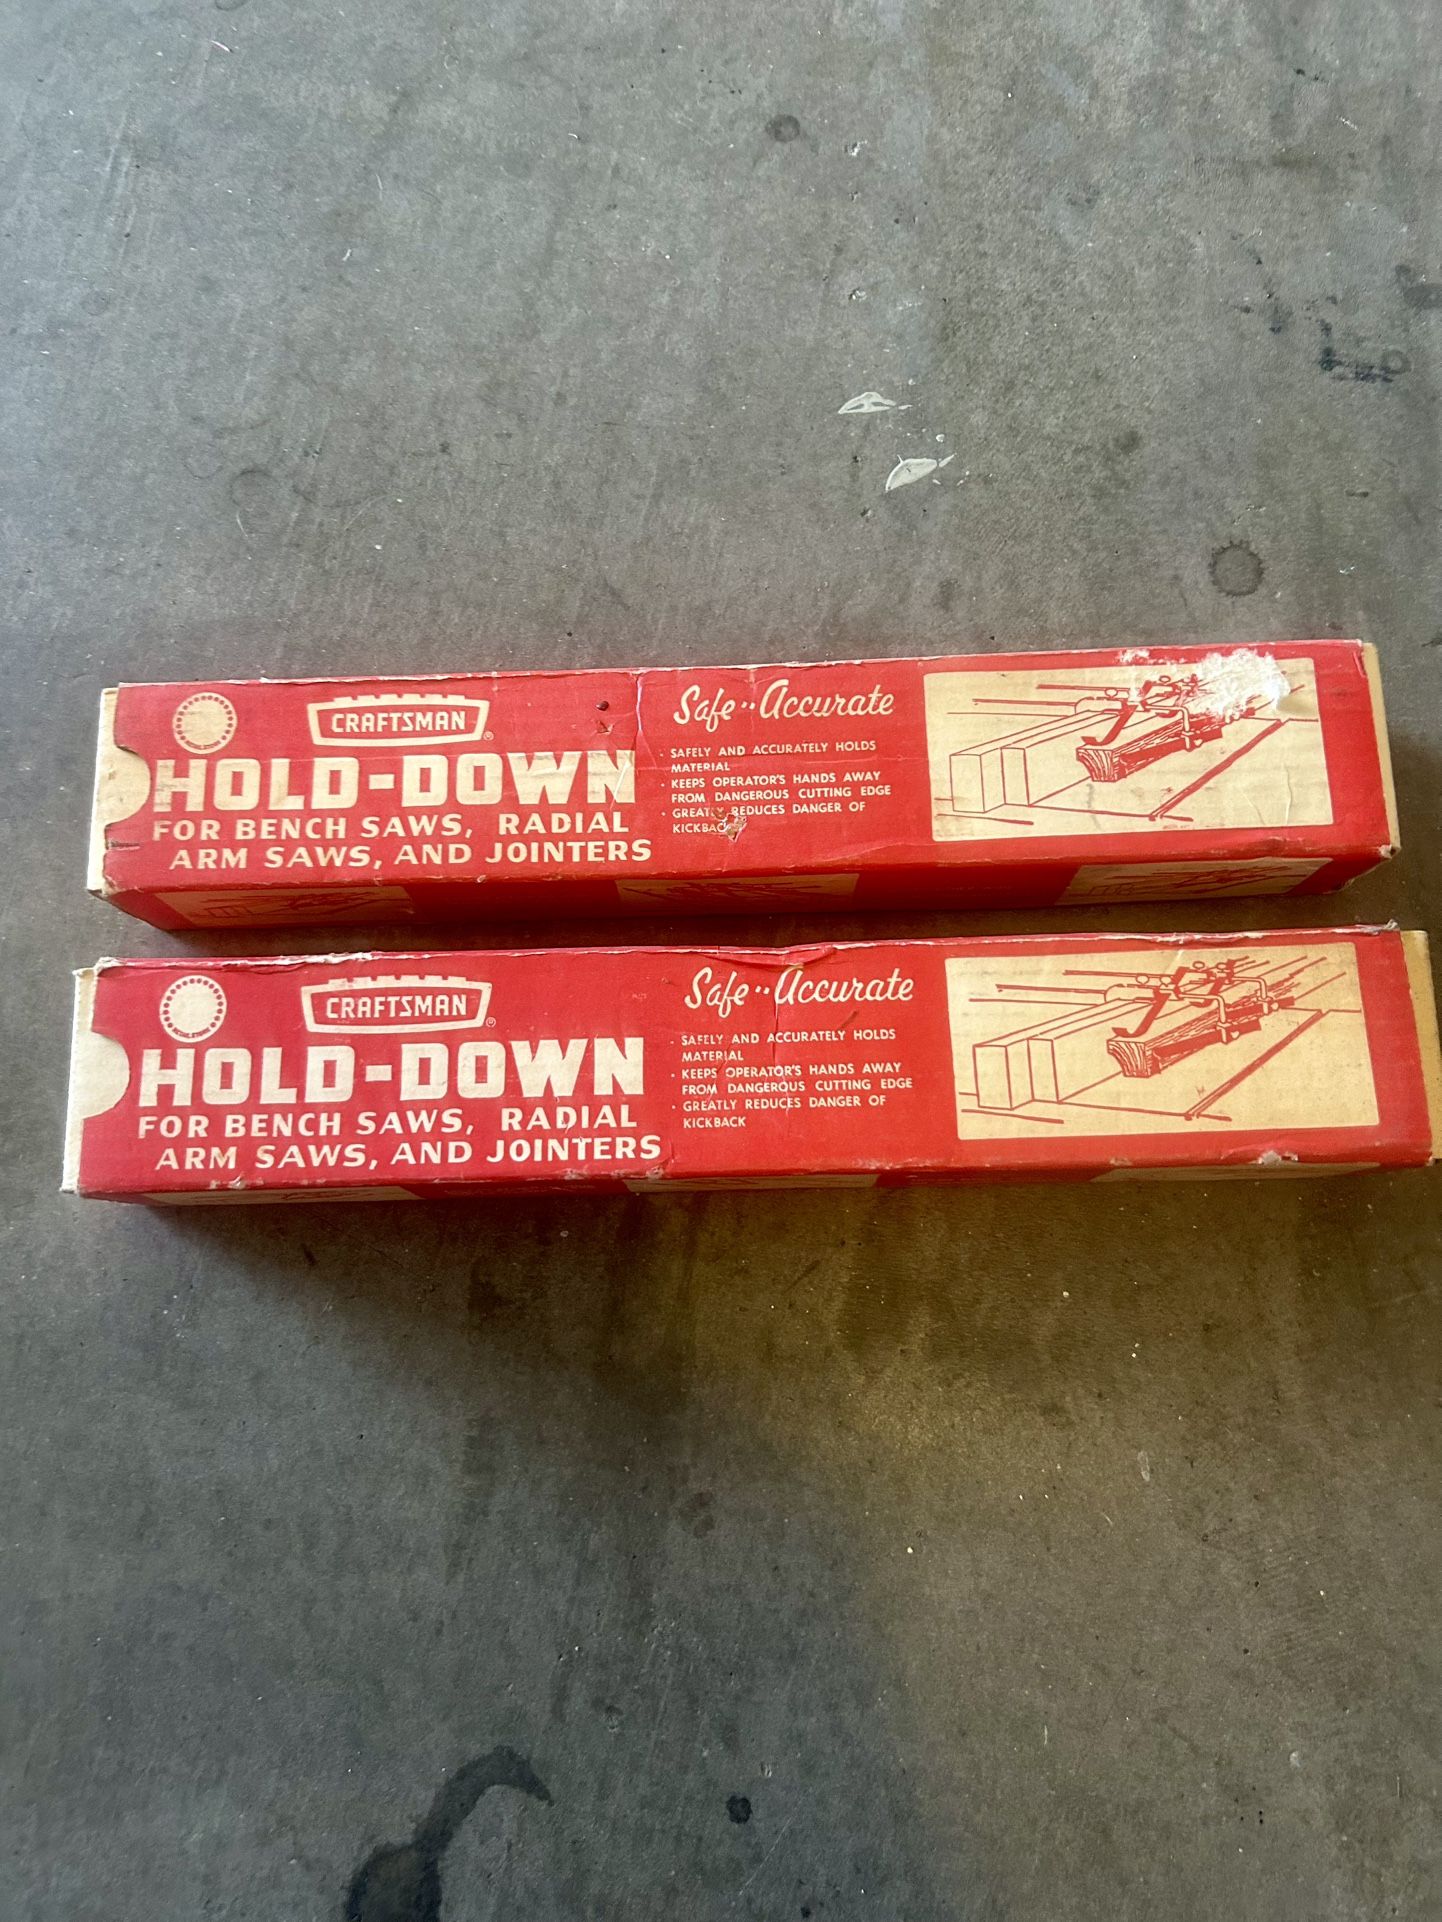 CRAFTSMAN®
HOLD-DOWN
FOR BENCH SAWS, RADIAL
ARM SAWS, AND JOINTERS
Safe··Accurate
· SAFELY AND ACCURATELY HOLDS
MATERIAL
· KEEPS OPERATOR'S HANDS AWAY
FROM DANGEROUS CUTTING EDGE
· GREATLY REDUCES DANGER OF
KICKBACK
CRAFTSMAN®
HOLD-DOWN
FOR BENCH SAWS, RADIAL
ARM SAWS, AND JOINTERS
Safe··Accurate
· SAFELY AND ACCURATELY HOLDS
MATERIAL
· KEEPS OPERATOR'S HANDS AWAY
FROM DANGEROUS CUTTING EDGE
· GREATLY REDUCES DANGER OF
KICKBACK